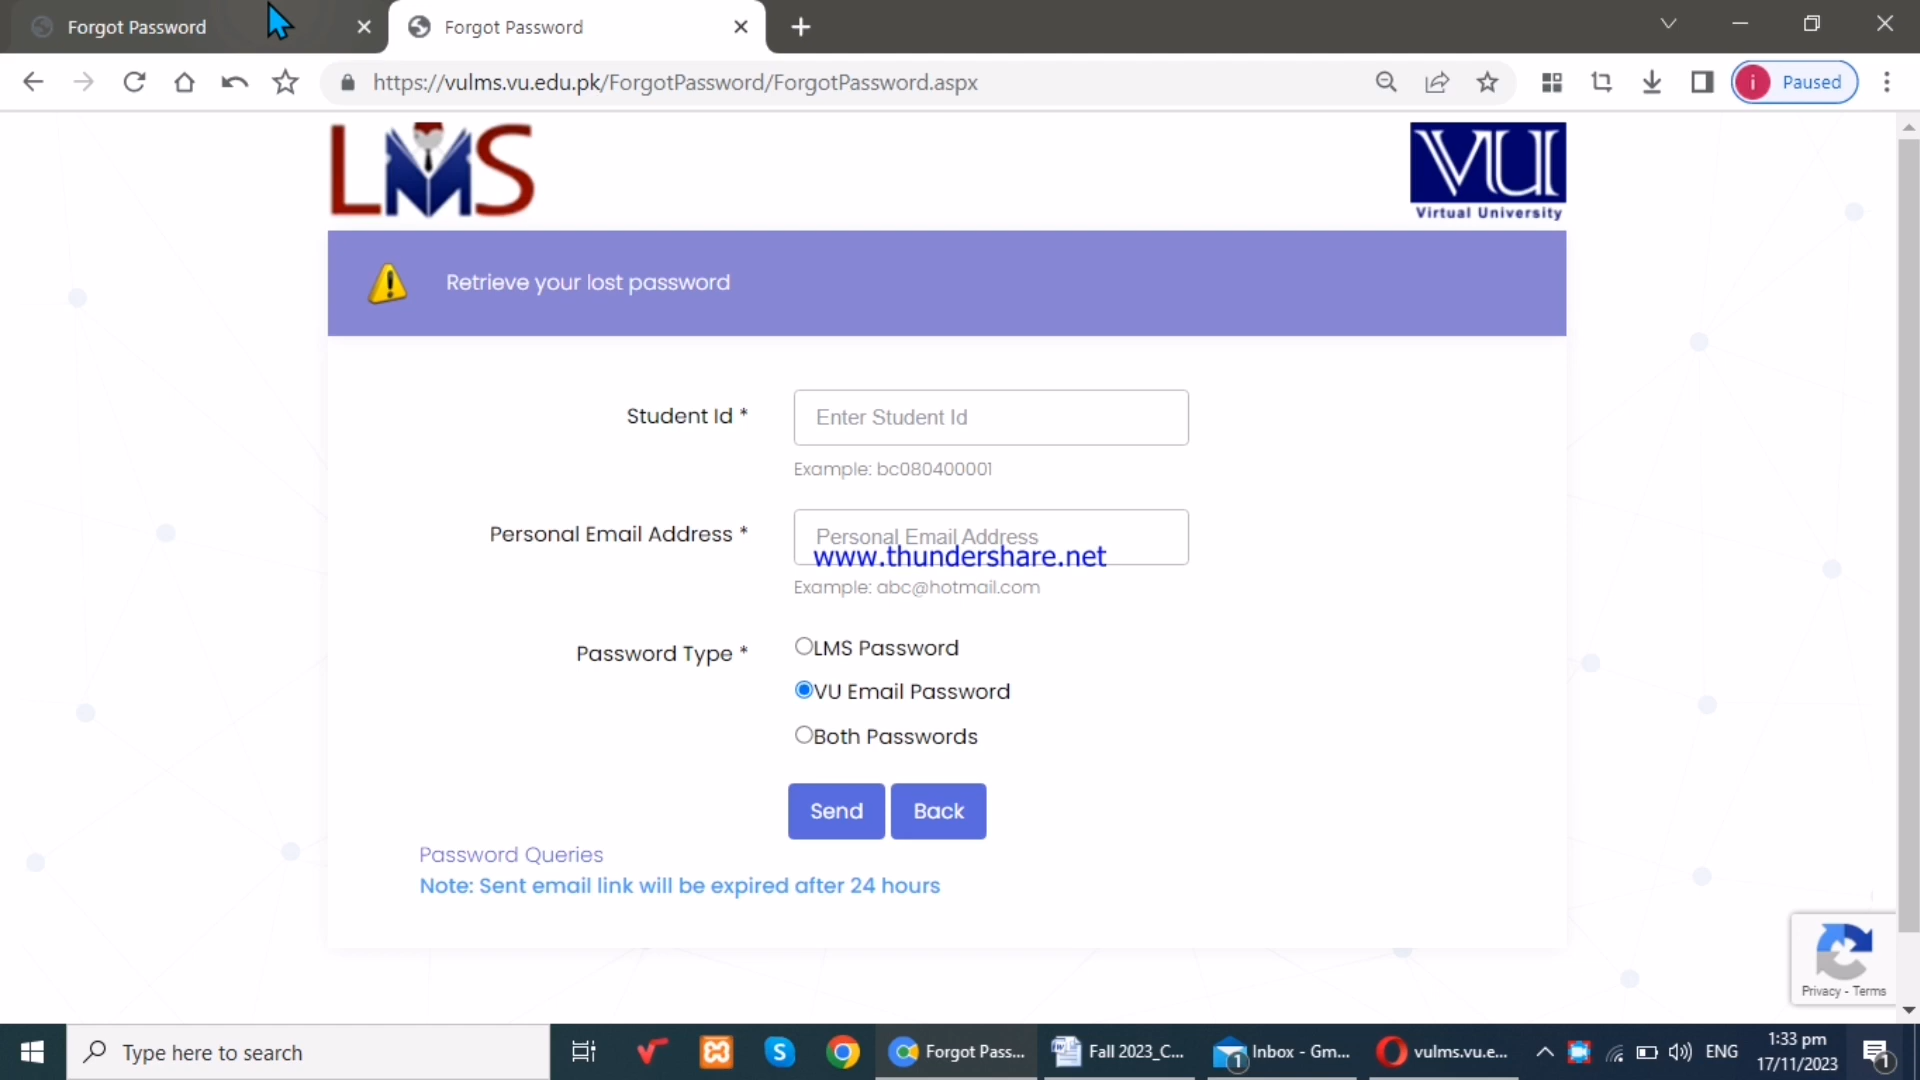 Forgot Password
Forgot Password
https://vulms.vu.edu.pk/ForgotPassword/ForgotPassword.aspx
i Paused
LMS
VU
Virtual University
Retrieve your lost password
Student Id *
Enter Student Id
Example: bc080400001
Personal Email Address *
Personal Email Address
www.thundershare.net
Example: abc@hotmail.com
Password Type *
LMS Password
VU Email Password
Both Passwords
Send
Back
Password Queries
Note: Sent email link will be expired after 24 hours
Privacy - Terms
Type here to search
Forgot Pass...
Fall 2023_C...
1
Inbox - Gm...
vulms.vu.e...
ENG
1:33 pm
17/11/2023
1